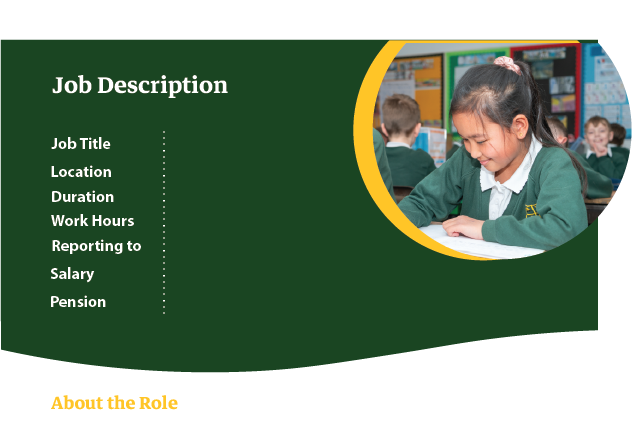 Job Description
Job Title
Location
Duration
Work Hours
Reporting to
Salary
Pension
About the Role